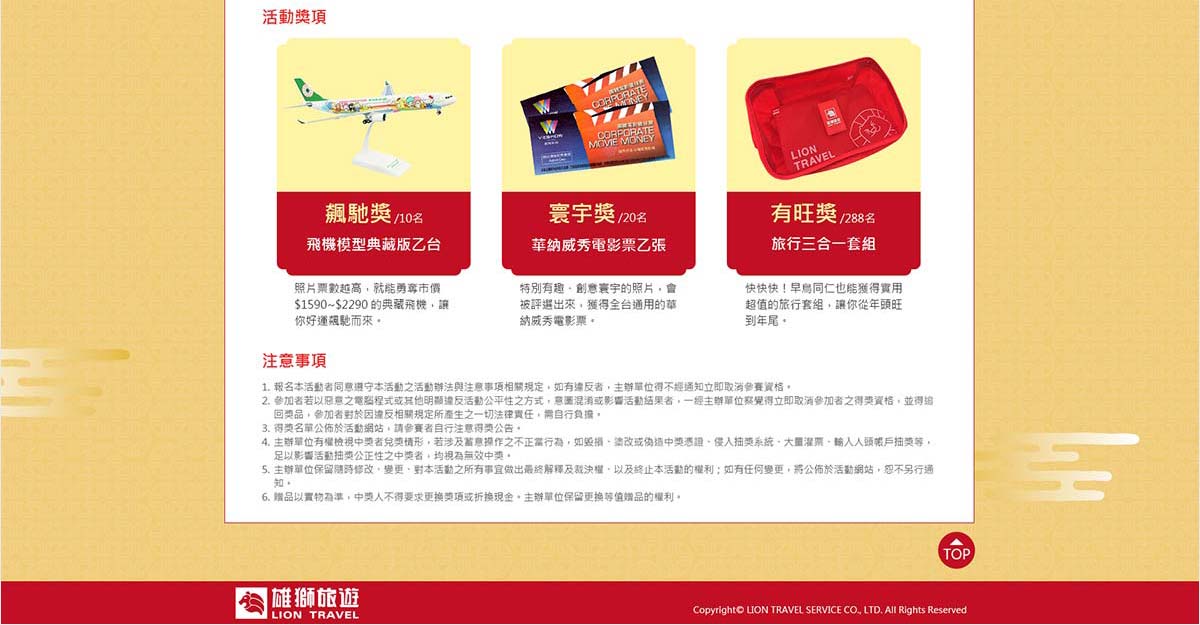 活動獎項
VIESHOW
CORPORATE
MOVIE MONEY
LION
TRAVEL
飆馳獎/10名
飛機模型典藏版乙台
寰宇獎/20名
華納威秀電影票乙張
有旺獎/288名
旅行三合一套組
照片票數越高，就能勇奪市價
$1590~$2290 的典藏飛機，讓
你好運飆馳而來。
特別有趣、創意寰宇的照片，會
被評選出來，獲得全台通用的華
納威秀電影票。
快快快！早鳥同仁也能獲得實用
超值的旅行套組，讓你從年頭旺
到年尾。
注意事項
1. 報名本活動者同意遵守本活動之活動辦法與注意事項相關規定，如有違反者，主辦單位得不經通知立即取消參賽資格。
2. 參加者若以惡意之電腦程式或其他明顯違反活動公平性之方式，意圖混淆或影響活動結果者，一經主辦單位察覺得立即取消參加者之得獎資格，並得追
回獎品，參加者對於因違反相關規定所產生之一切法律責任，需自行負擔。
3. 得獎名單公佈於活動網站，請參賽者自行注意得獎公告。
4. 主辦單位有權檢視中獎者兌獎情形，若涉及蓄意操作之不正當行為，如毀損、塗改或偽造中獎憑證、侵入抽獎系統、大量灌票、輸入人頭帳戶抽獎等，
足以影響活動抽獎公正性之中獎者，均視為無效中獎。
5. 主辦單位保留隨時修改、變更、對本活動之所有事宜做出最終解釋及裁決權、以及終止本活動的權利；如有任何變更，將公佈於活動網站，恕不另行通
知。
6. 贈品以實物為準，中獎人不得要求更換獎項或折換現金。主辦單位保留更換等值贈品的權利。
TOP
雄獅旅遊
LION TRAVEL
Copyright© LION TRAVEL SERVICE CO., LTD. All Rights Reserved